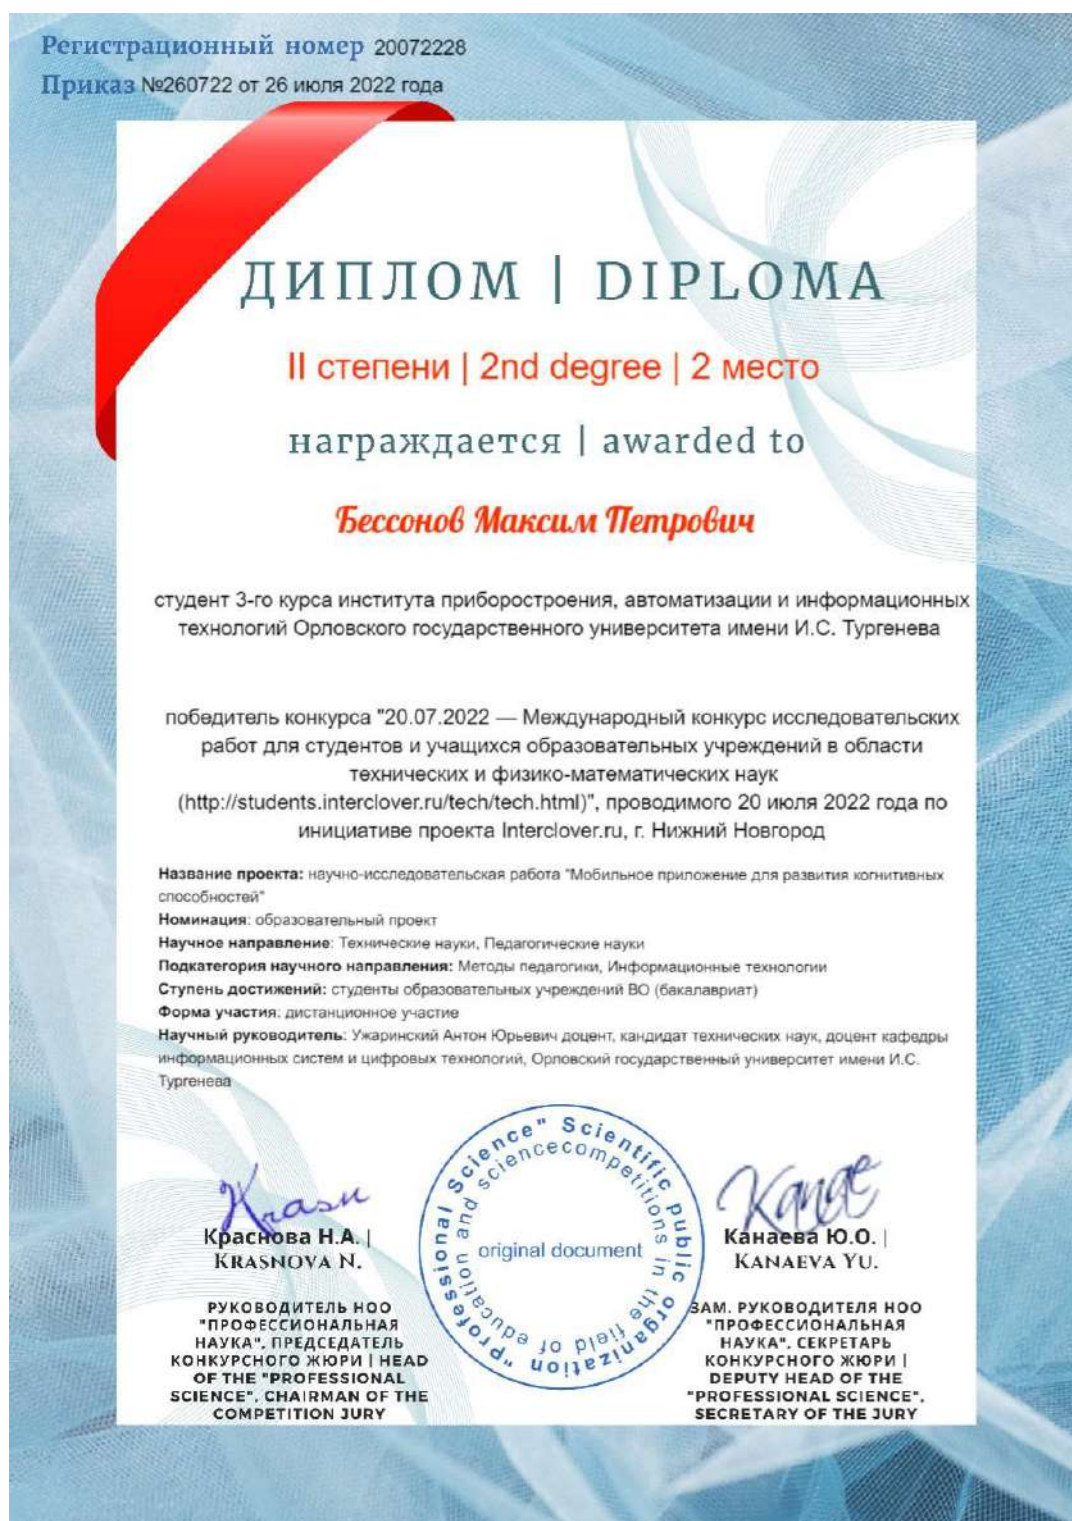 Регистрационный номер 20072228
Приказ №260722 от 26 июля 2022 года
ДИПЛОМ | DIPLOMA
II степени | 2nd degree | 2 место
награждается | awarded to
Бессонов Максим Петрович
студент 3-го курса института приборостроения, автоматизации и информационных
технологий Орловского государственного университета имени И.С. Тургенева
победитель конкурса "20.07.2022 — Международный конкурс исследовательских
работ для студентов и учащихся образовательных учреждений в области
технических и физико-математических наук
(http://students.interclover.ru/tech/tech.html)", проводимого 20 июля 2022 года по
инициативе проекта Interclover.ru, г. Нижний Новгород
Название проекта: научно-исследовательская работа "Мобильное приложение для развития когнитивных
способностей"
Номинация: образовательный проект
Научное направление: Технические науки, Педагогические науки
Подкатегория научного направления: Методы педагогики, Информационные технологии
Ступень достижений: студенты образовательных учреждений ВО (бакалавриат)
Форма участия: дистанционное участие
Научный руководитель: Ужаринский Антон Юрьевич доцент, кандидат технических наук, доцент кафедры
информационных систем и цифровых технологий, Орловский государственный университет имени И.С.
Тургенева
Krasn
Краснова Н.А. |
KRASNOVA N.
РУКОВОДИТЕЛЬ НОО
"ПРОФЕССИОНАЛЬНАЯ
НАУКА", ПРЕДСЕДАТЕЛЬ
КОНКУРСНОГО ЖЮРИ | HEAD
OF THE "PROFESSIONAL
SCIENCE", CHAIRMAN OF THE
COMPETITION JURY
"Professional Science" Scientific public organization
education and sciencecompetitions in the field of
original document
Kanae
Канаева Ю.О. |
KANAEVA YU.
ЗАМ. РУКОВОДИТЕЛЯ НОО
"ПРОФЕССИОНАЛЬНАЯ
НАУКА", СЕКРЕТАРЬ
КОНКУРСНОГО ЖЮРИ |
DEPUTY HEAD OF THE
"PROFESSIONAL SCIENCE",
SECRETARY OF THE JURY